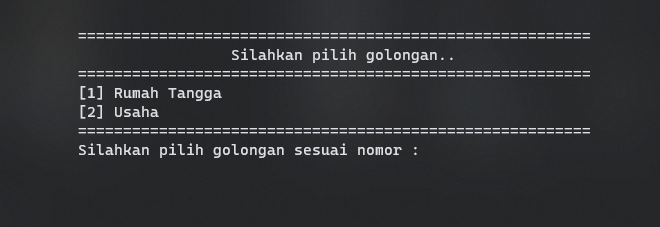 =========================================================
Silahkan pilih golongan..
=========================================================
[1] Rumah Tangga
[2] Usaha
=========================================================
Silahkan pilih golongan sesuai nomor :